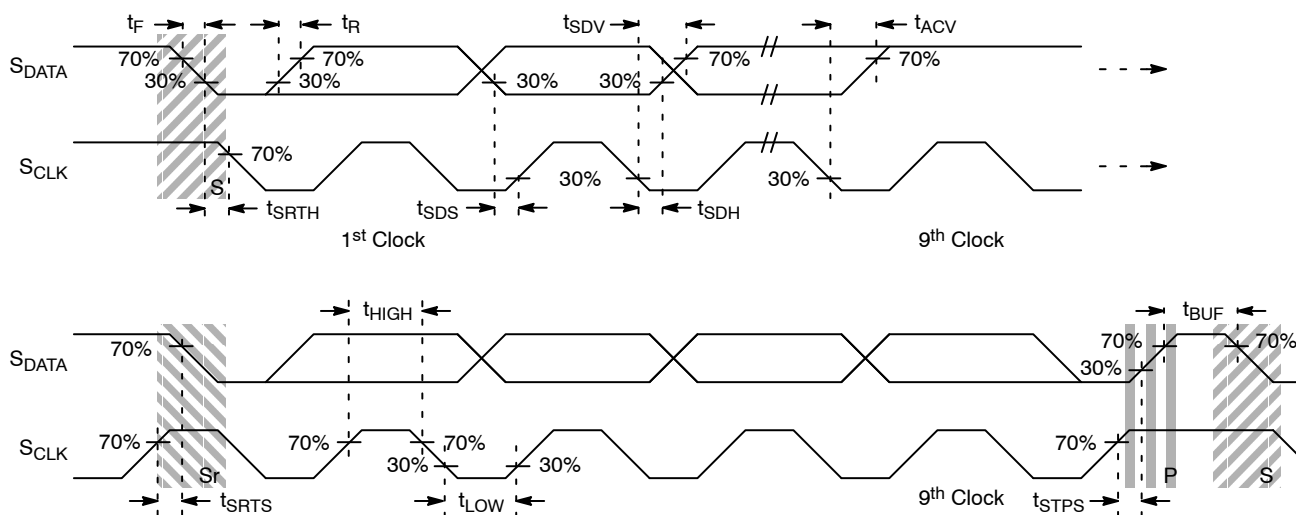 tF tR tSDV tACV
SDATA 70% 70% 70% 70%
30% 30% 30% 30%
SCLK 70% 30% 30%
S
tSRTH tSDS tSDH
1st Clock 9th Clock
tHIGH tBUF
SDATA 70% 70% 70%
30%
SCLK 70% 70% 70% 70%
30% 30%
Sr P S
tSRTS tLOW 9th Clock tSTPS